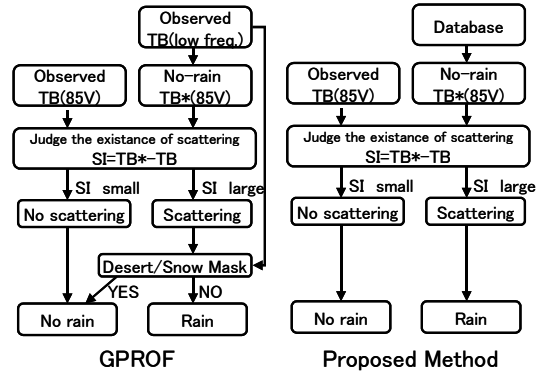 Observed
TB(low freq.)
Observed
TB(85V)
No-rain
TB*(85V)
Judge the existance of scattering
SI=TB*-TB
SI small
SI large
No scattering
Scattering
Desert/Snow Mask
YES
NO
No rain
Rain
GPROF
Database
Observed
TB(85V)
No-rain
TB*(85V)
Judge the existance of scattering
SI=TB*-TB
SI small
SI large
No scattering
Scattering
No rain
Rain
Proposed Method